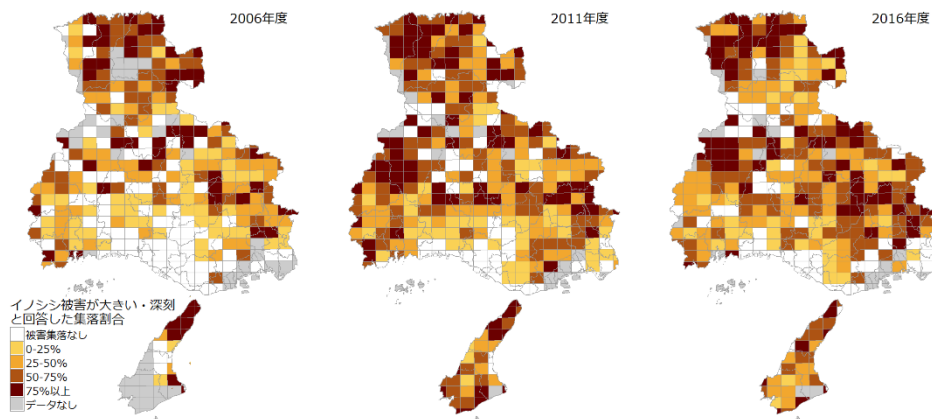 2006年度
2011年度
2016年度
イノシシ被害が大きい・深刻
と回答した集落割合
被害集落なし
0-25%
25-50%
50-75%
75%以上
データなし